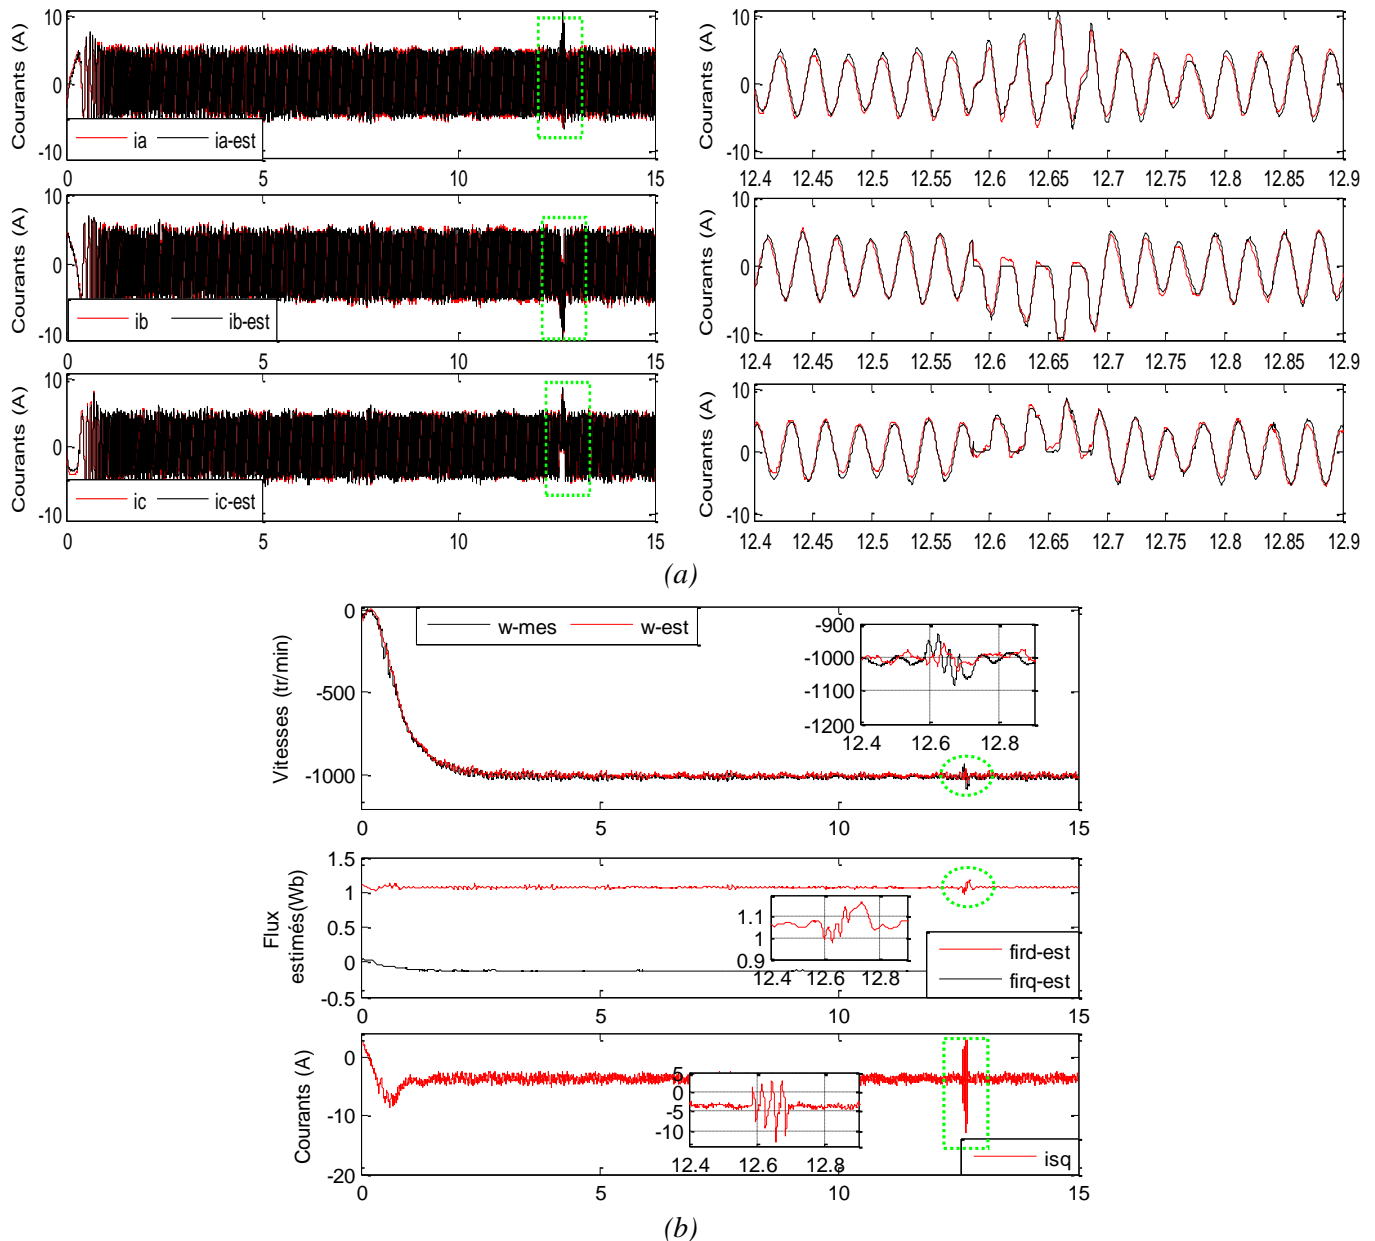 Courants (A)
10
0
-10
ia ia-est
0 5 10 15
Courants (A)
10
0
-10
12.4 12.45 12.5 12.55 12.6 12.65 12.7 12.75 12.8 12.85 12.9
Courants (A)
10
0
-10
ib ib-est
0 5 10 15
Courants (A)
10
0
-10
12.4 12.45 12.5 12.55 12.6 12.65 12.7 12.75 12.8 12.85 12.9
Courants (A)
10
0
-10
ic ic-est
0 5 10 15
Courants (A)
10
0
-10
12.4 12.45 12.5 12.55 12.6 12.65 12.7 12.75 12.8 12.85 12.9
(a)
Vitesses (tr/min)
0
-500
-1000
w-mes w-est
-900
-1000
-1100
-1200
12.4 12.6 12.8
0 5 10 15
Flux
estimés(Wb)
1.5
1
0.5
0
-0.5
1.1
1
0.9
12.4 12.6 12.8
fird-est
firq-est
0 5 10 15
Courants (A)
0
-10
-20
5
0
-5
-10
12.4 12.6 12.8
isq
0 5 10 15
(b)